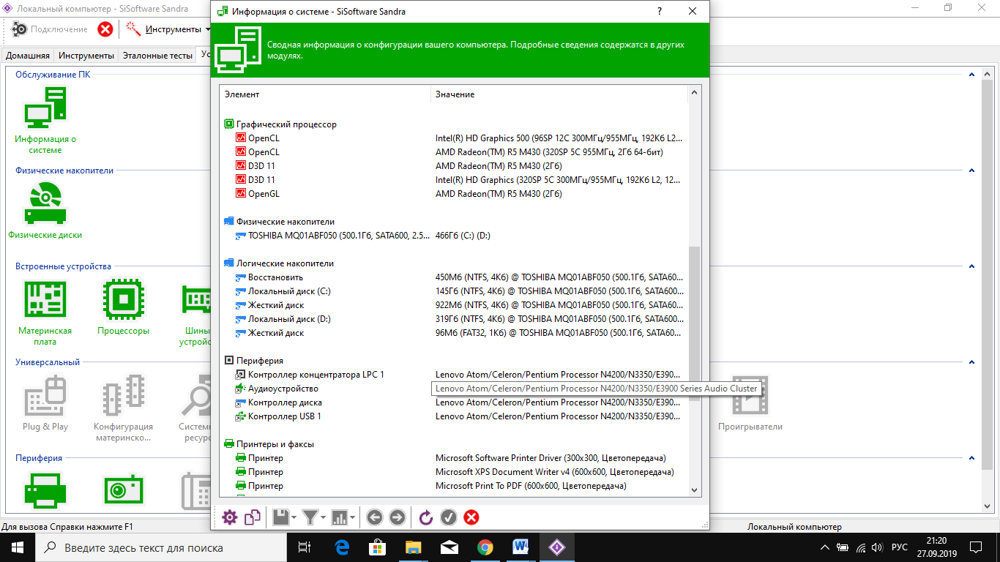 Локальный компьютер - SiSoftware Sandra
Подключение
Инструменты
Домашняя
Инструменты
Эталонные тесты
Ус
Обслуживание ПК
Информация о
системе
Физические накопители
Физические диски
Встроенные устройства
Материнская
плата
Процессоры
Шины
устройс
Универсальный
Plug & Play
Конфигурация
материнско...
Систем
ресур
Проигрыватели
Периферия
Для вызова Справки нажмите F1
Локальный компьютер
Информация о системе - SiSoftware Sandra
?
Сводная информация о конфигурации вашего компьютера. Подробные сведения содержатся в других
модулях.
Элемент Значение
Графический процессор
OpenCL Intel(R) HD Graphics 500 (96SP 12C 300МГц/955МГц, 192Кб L2...
OpenCL AMD Radeon(TM) R5 M430 (320SP 5C 955МГц, 2Гб 64-бит)
D3D 11 AMD Radeon(TM) R5 M430 (2Гб)
D3D 11 Intel(R) HD Graphics (320SP 5C 300МГц/955МГц, 192Кб L2, 12...
OpenGL AMD Radeon(TM) R5 M430 (2Гб)
Физические накопители
TOSHIBA MQ01ABF050 (500.1Гб, SATA600, 2.5... 466Гб (C:) (D:)
Логические накопители
Восстановить 450Мб (NTFS, 4Кб) @ TOSHIBA MQ01ABF050 (500.1Гб, SATA60...
Локальный диск (C:) 145Гб (NTFS, 4Кб) @ TOSHIBA MQ01ABF050 (500.1Гб, SATA600...
Жесткий диск 922Мб (NTFS, 4Кб) @ TOSHIBA MQ01ABF050 (500.1Гб, SATA60...
Локальный диск (D:) 319Гб (NTFS, 4Кб) @ TOSHIBA MQ01ABF050 (500.1Гб, SATA600...
Жесткий диск 96Мб (FAT32, 1Кб) @ TOSHIBA MQ01ABF050 (500.1Гб, SATA60...
Периферия
Контроллер концентратора LPC 1 Lenovo Atom/Celeron/Pentium Processor N4200/N3350/E390...
Аудиоустройство Lenovo Atom/Celeron/Pentium Processor N4200/N3350/E3900 Series Audio Cluster
Контроллер диска Lenovo Atom/Celeron/Pentium Processor N4200/N3350/E390...
Контроллер USB 1 Lenovo Atom/Celeron/Pentium Processor N4200/N3350/E390...
Принтеры и факсы
Принтер Microsoft Software Printer Driver (300x300, Цветопередача)
Принтер Microsoft XPS Document Writer v4 (600x600, Цветопередача)
Принтер Microsoft Print To PDF (600x600, Цветопередача)
Введите здесь текст для поиска
РУС
21:20
27.09.2019